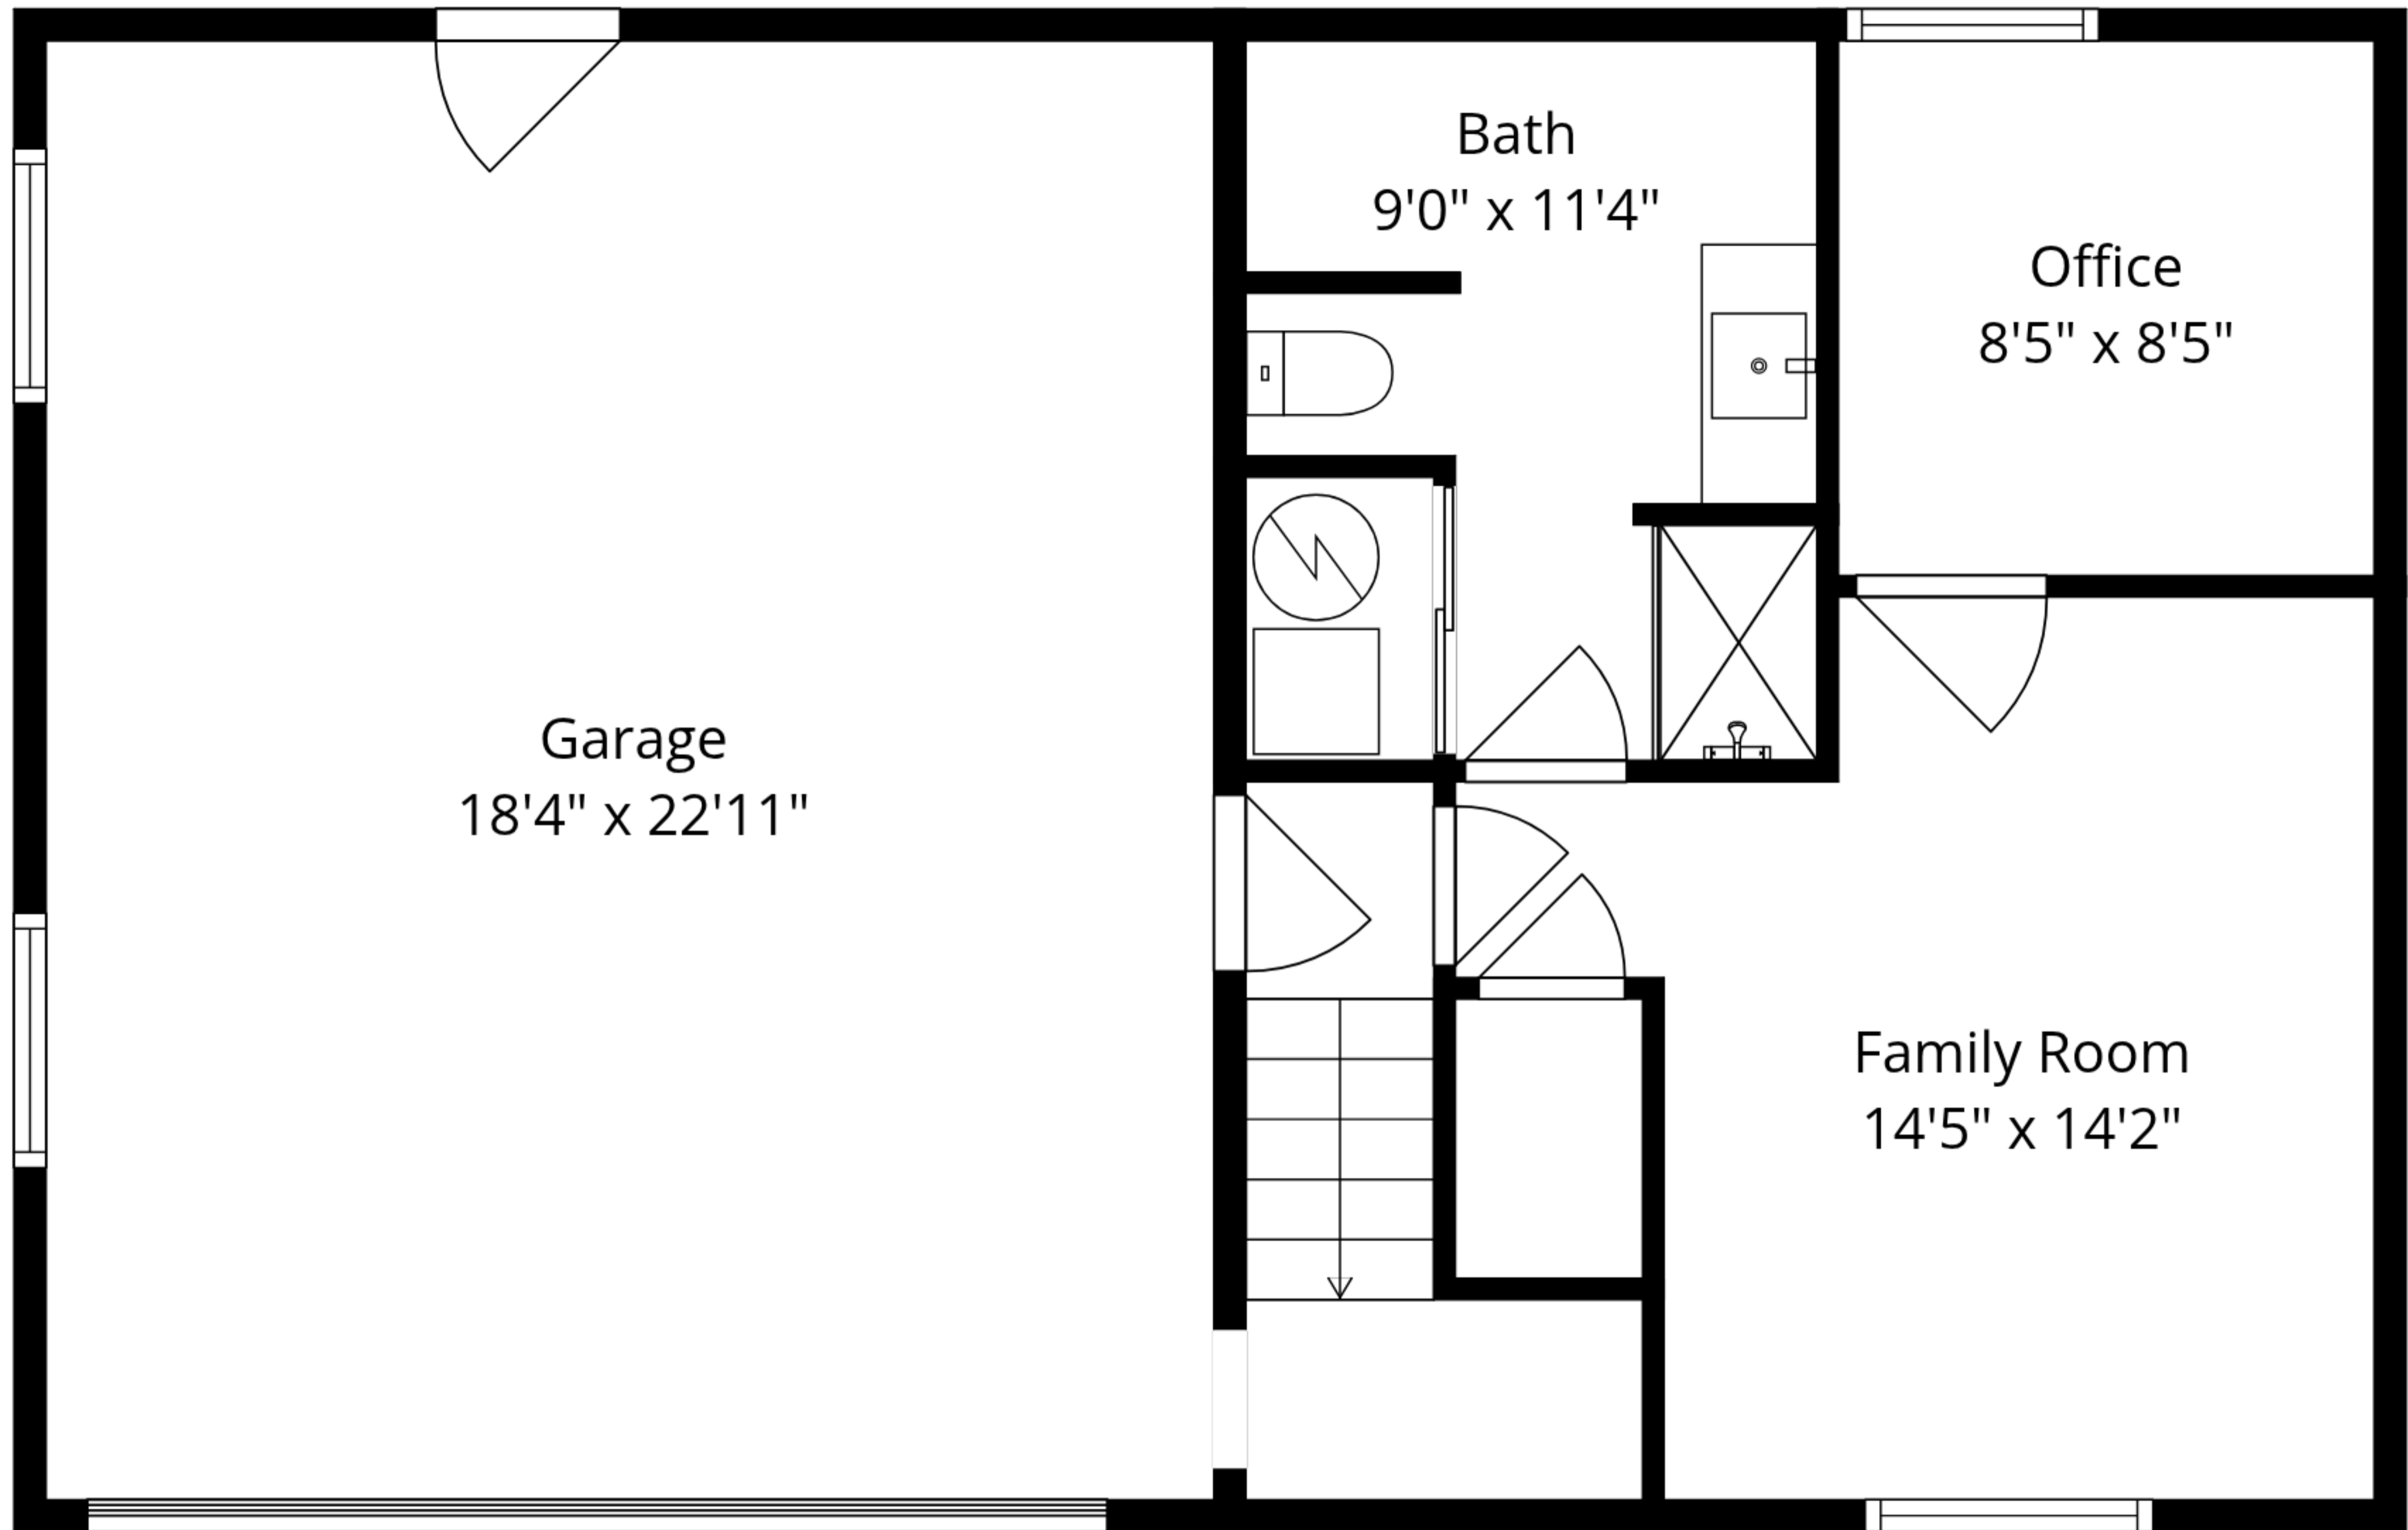 Bath
9'0" x 11'4"
Office
8'5" x 8'5"
Garage
18'4" x 22'11"
Family Room
14'5" x 14'2"